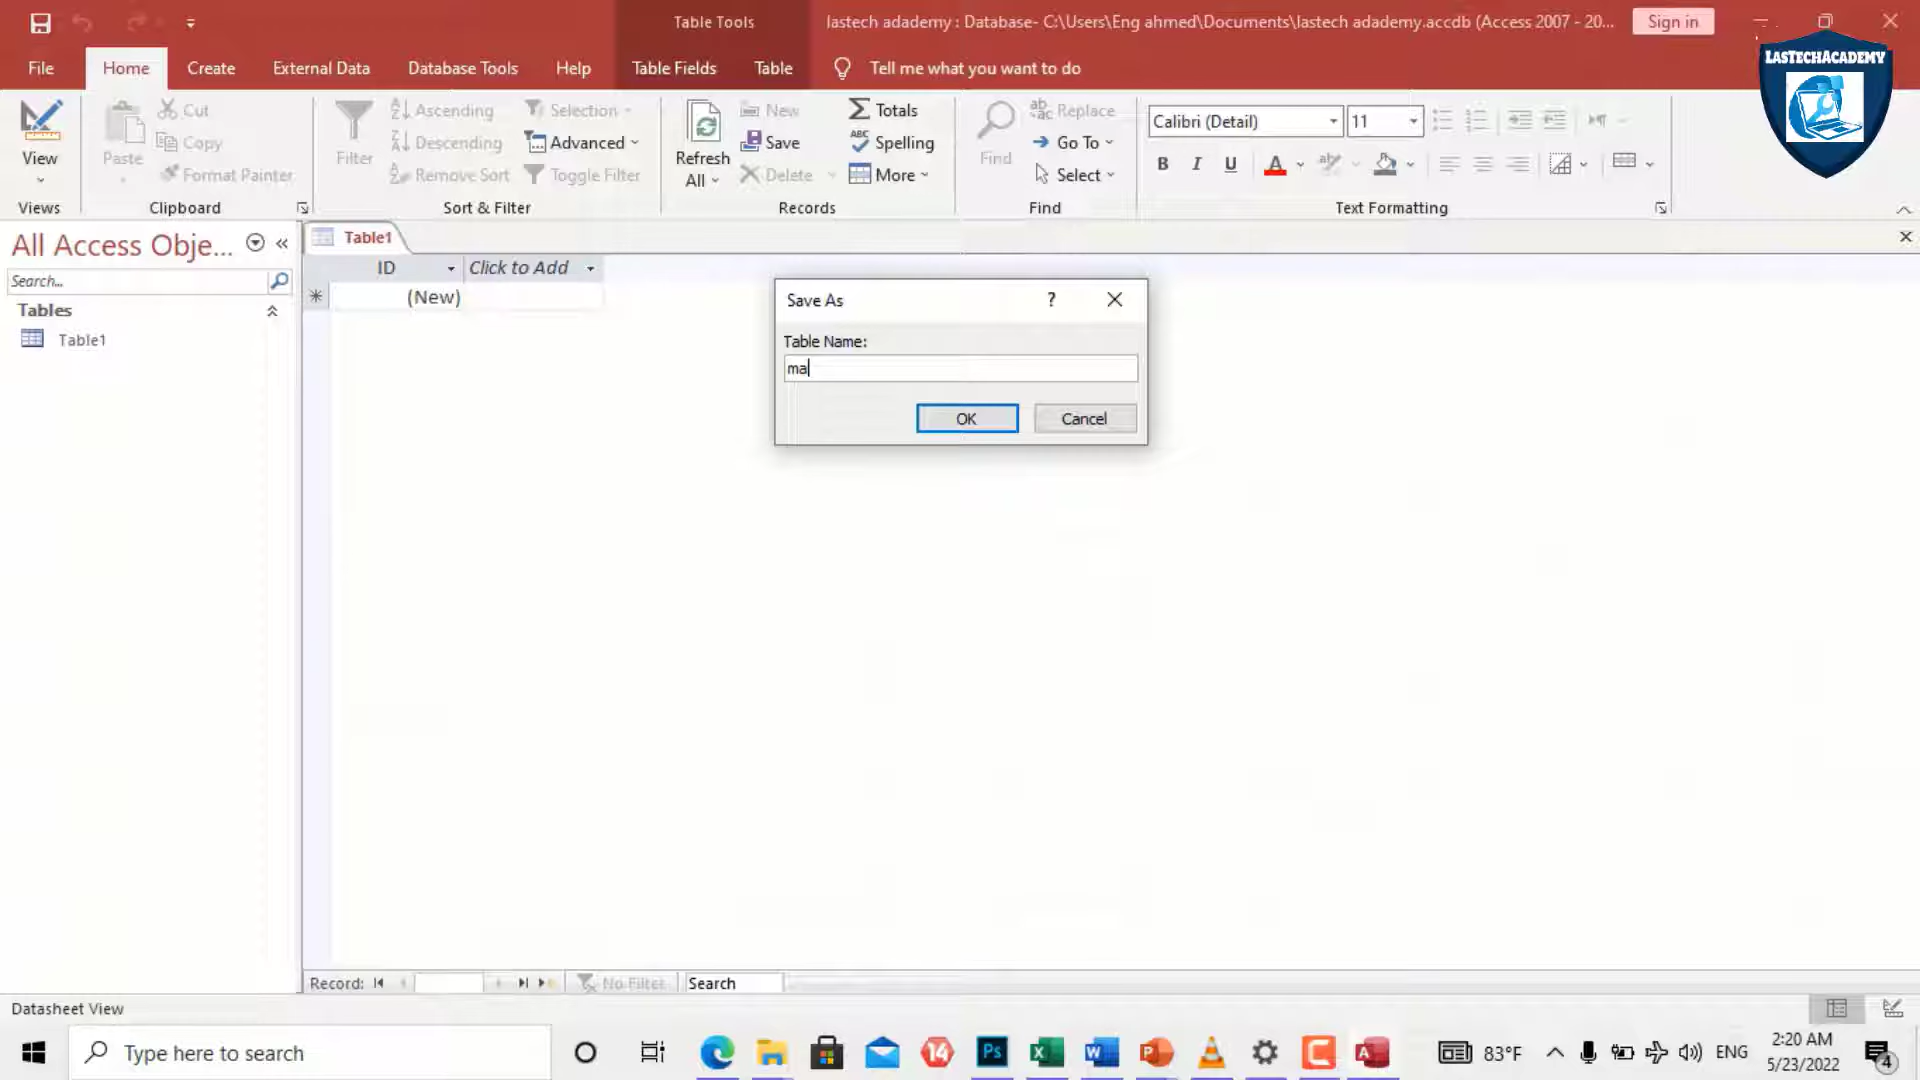 Table Tools
lastech adademy : Database- C:\Users\Eng ahmed\Documents\lastech adademy.accdb (Access 2007 - 20...
Sign in
File
Home
Create
External Data
Database Tools
Help
Table Fields
Table
Tell me what you want to do
LASTECHACADEMY
View
Views
Paste
Cut
Copy
Format Painter
Clipboard
Filter
Ascending
Descending
Remove Sort
Selection
Advanced
Toggle Filter
Sort & Filter
Refresh
All
New
Save
Delete
Totals
Spelling
More
Records
Find
Replace
Go To
Select
Find
Calibri (Detail)
11
B I U
Text Formatting
All Access Obje...
Search...
Tables
Table1
Table1
ID
Click to Add
(New)
Save As
?
Table Name:
ma
OK
Cancel
Record:
No Filter
Search
Datasheet View
Type here to search
14
Ps
83°F
ENG
2:20 AM
5/23/2022
4